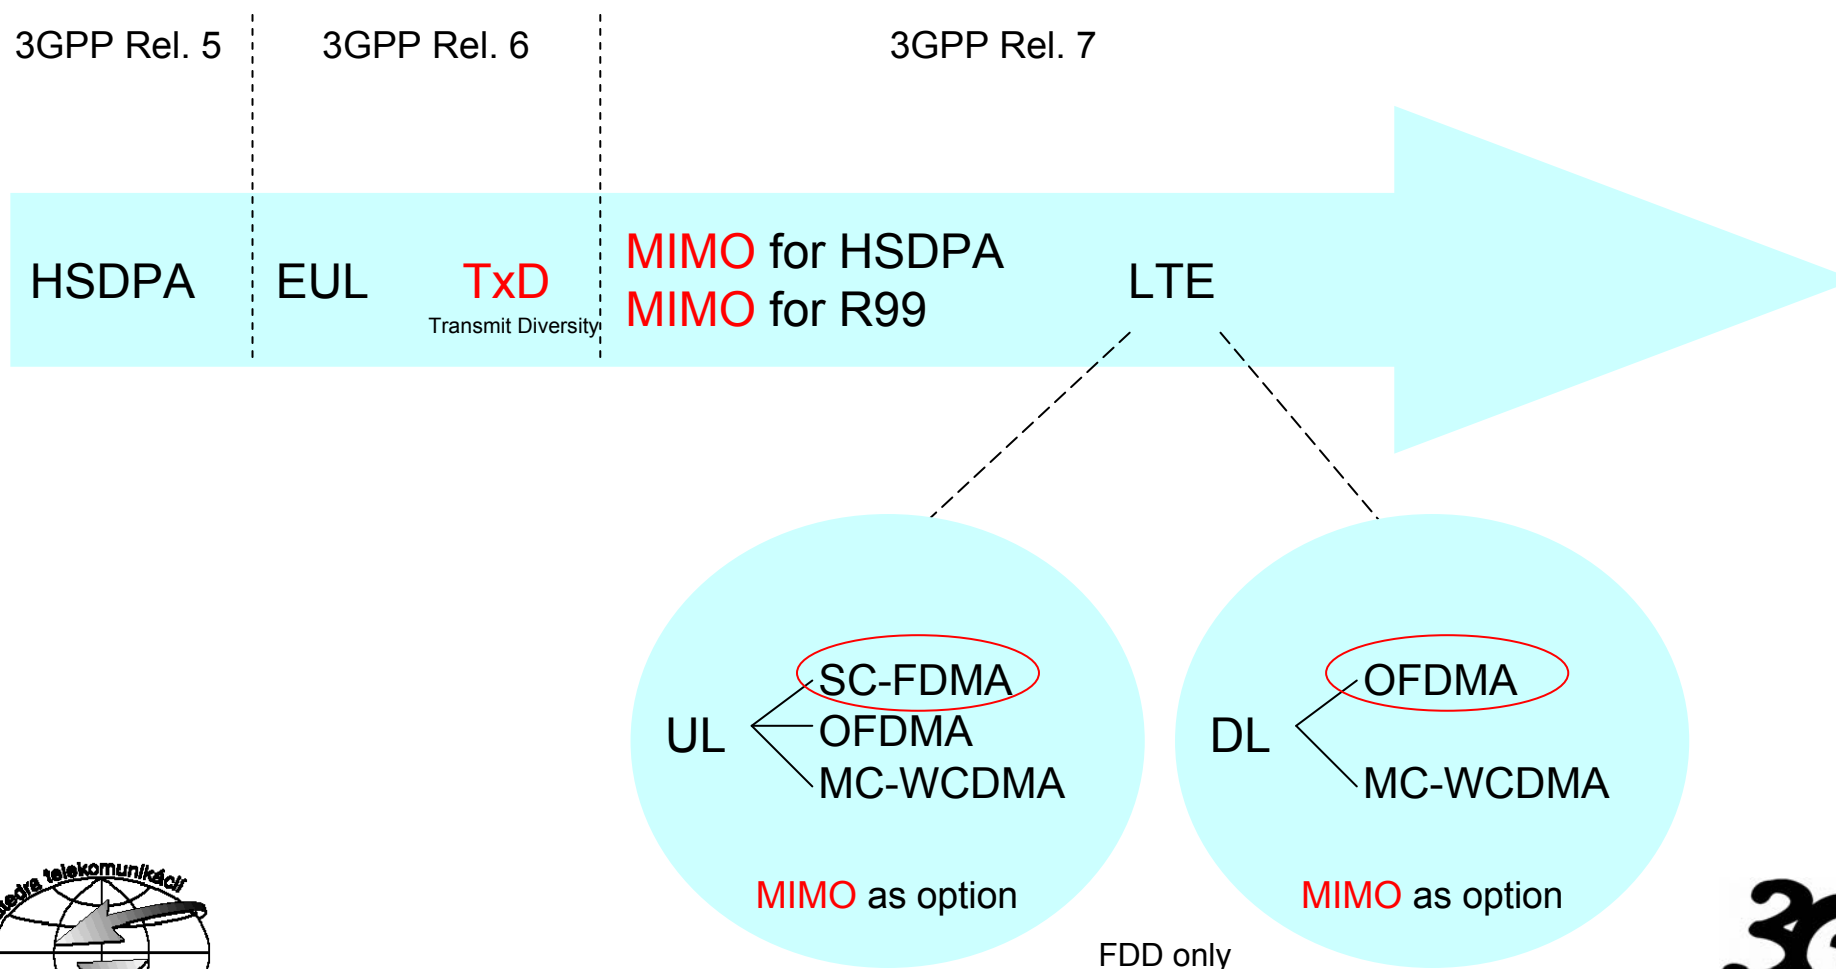 3GPP Rel. 5
3GPP Rel. 6
3GPP Rel. 7
HSDPA
EUL
TxD
Transmit Diversity
MIMO for HSDPA
MIMO for R99
LTE
UL
SC-FDMA
OFDMA
MC-WCDMA
MIMO as option
DL
OFDMA
MC-WCDMA
MIMO as option
FDD only
telekomunikácií
3G